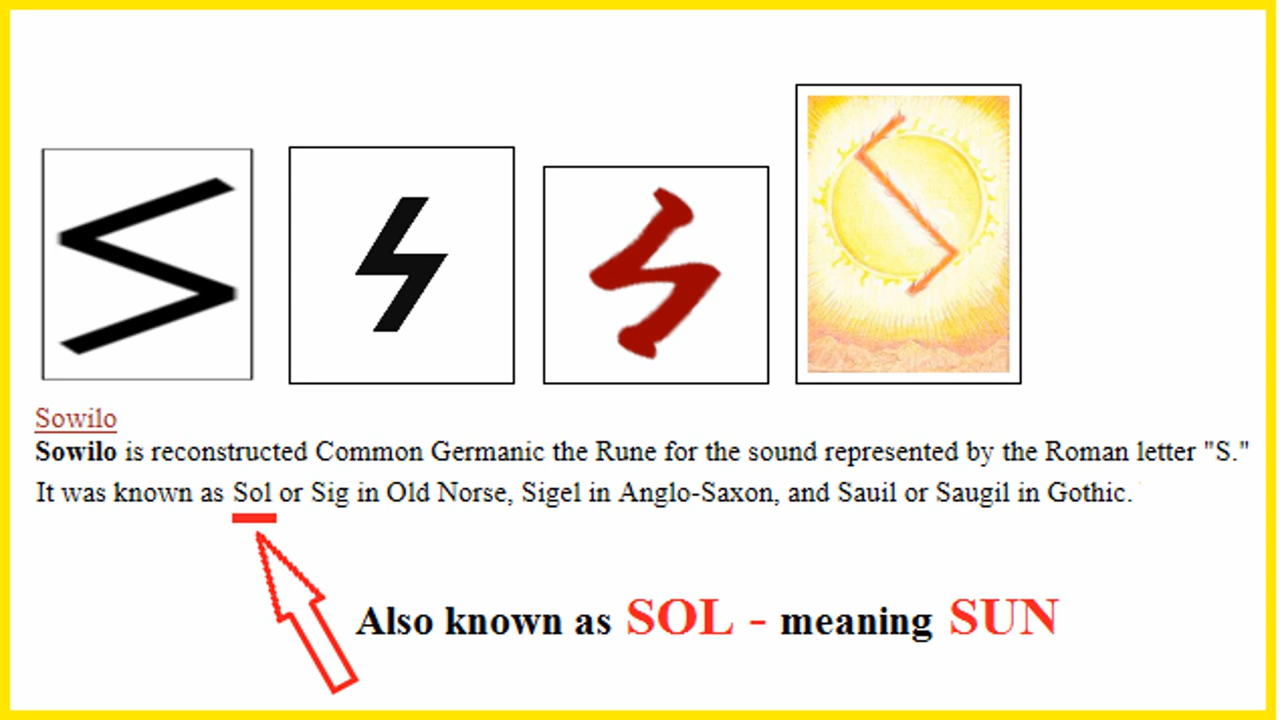 Sowilo
Sowilo is reconstructed Common Germanic the Rune for the sound represented by the Roman letter "S."
It was known as Sol or Sig in Old Norse, Sigel in Anglo-Saxon, and Sauil or Saugil in Gothic.
Also known as SOL - meaning SUN